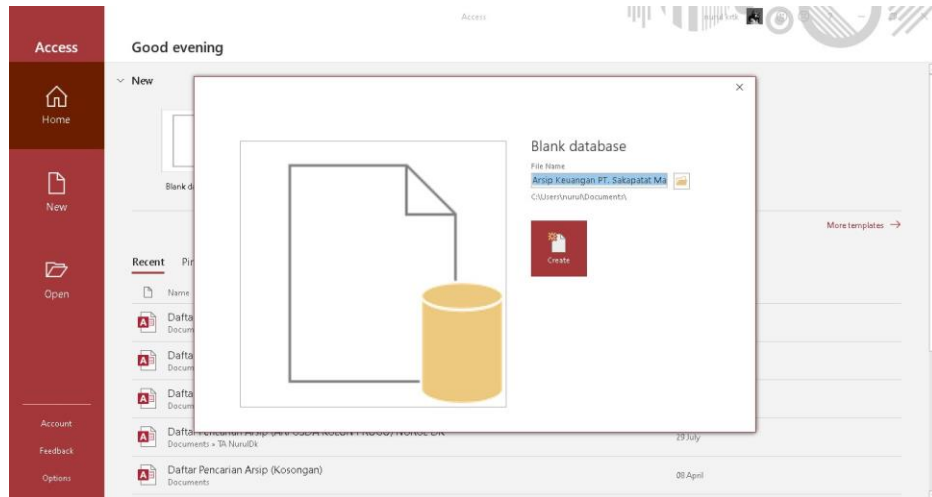 Access
Access
Good evening
Home
New
Open
Account
Feedback
Options
New
Blank d
More templates
Recent
Pin
Name
Blank database
File Name
Arsip Keuangan PT. Sakapatat Ma
C:\Users\nurul\Documents\
Create
Dafta
Docum
Dafta
Docum
Dafta
Docum
29 July
Documents » TA NurulDk
Daftar Pencarian Arsip (Kosongan)
08 April
Documents